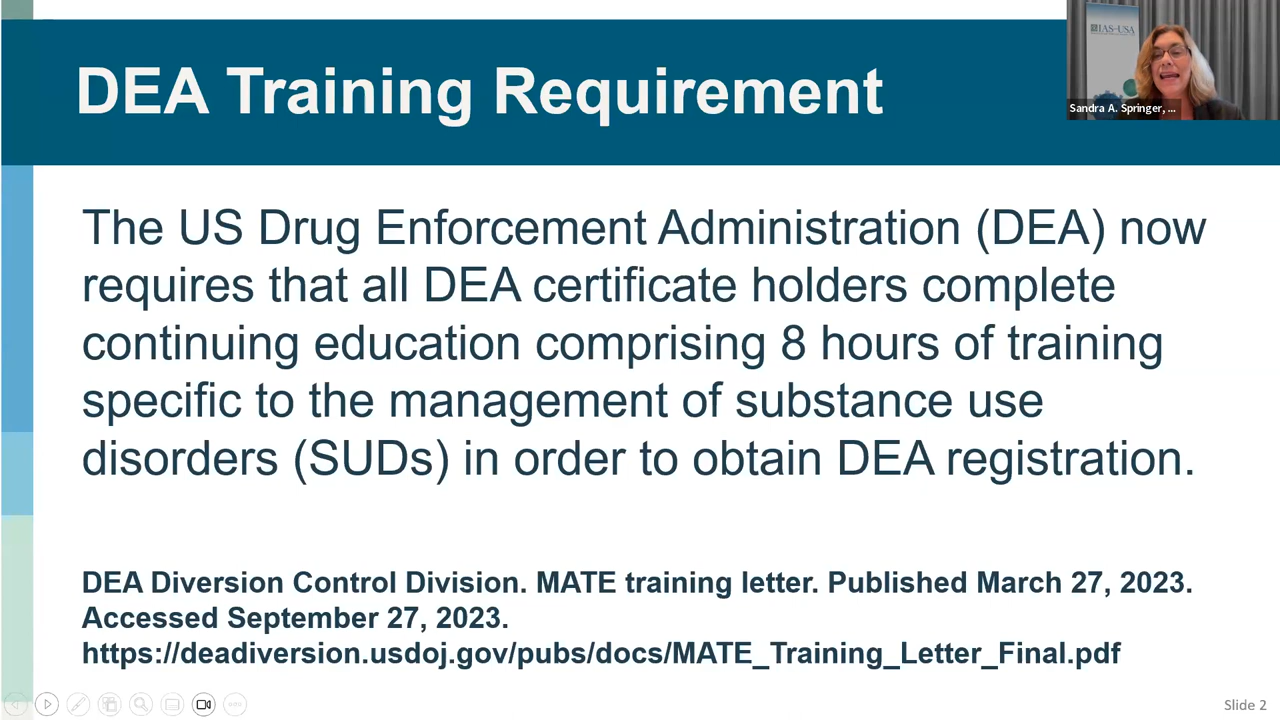 DEA Training Requirement
IAS-USA
Sandra A. Springer, ...
The US Drug Enforcement Administration (DEA) now
requires that all DEA certificate holders complete
continuing education comprising 8 hours of training
specific to the management of substance use
disorders (SUDs) in order to obtain DEA registration.
DEA Diversion Control Division. MATE training letter. Published March 27, 2023.
Accessed September 27, 2023.
https://deadiversion.usdoj.gov/pubs/docs/MATE_Training_Letter_Final.pdf
Slide 2